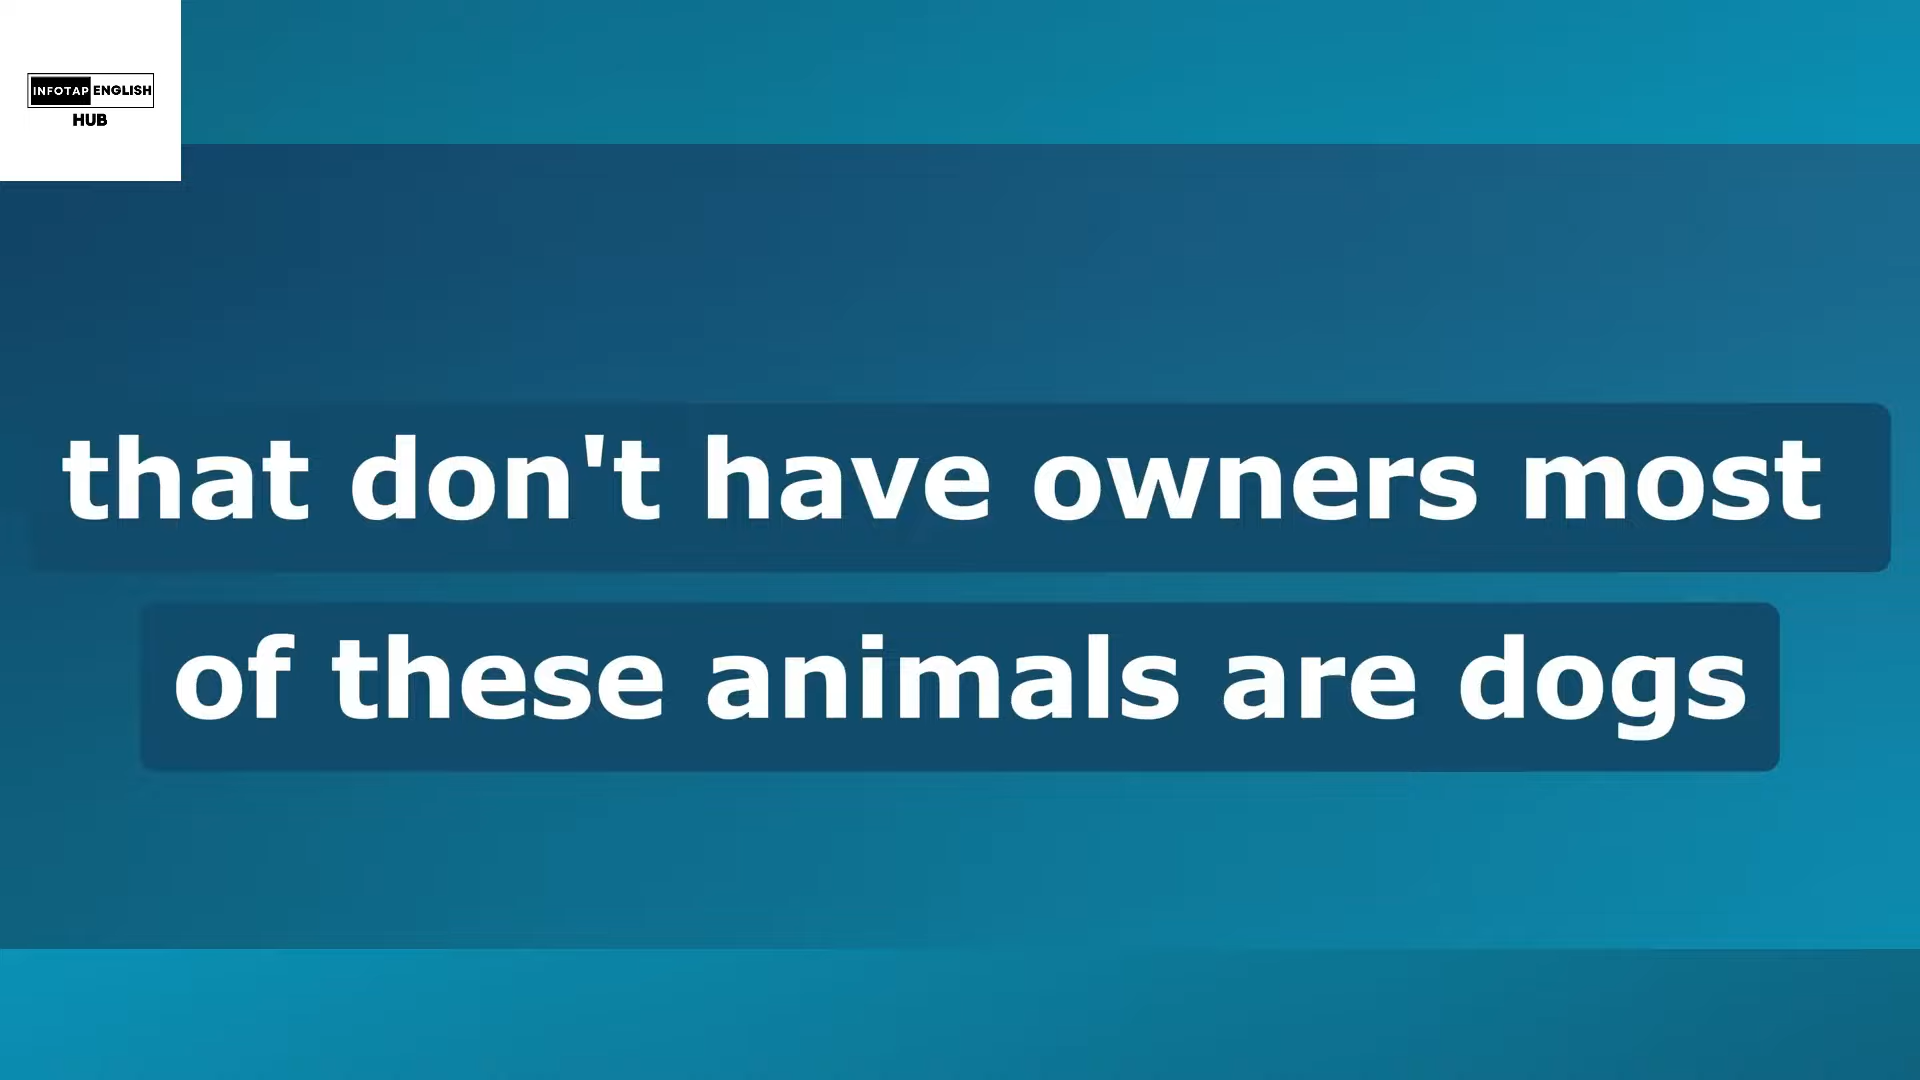 INFOTAP ENGLISH
HUB
that don't have owners most
of these animals are dogs